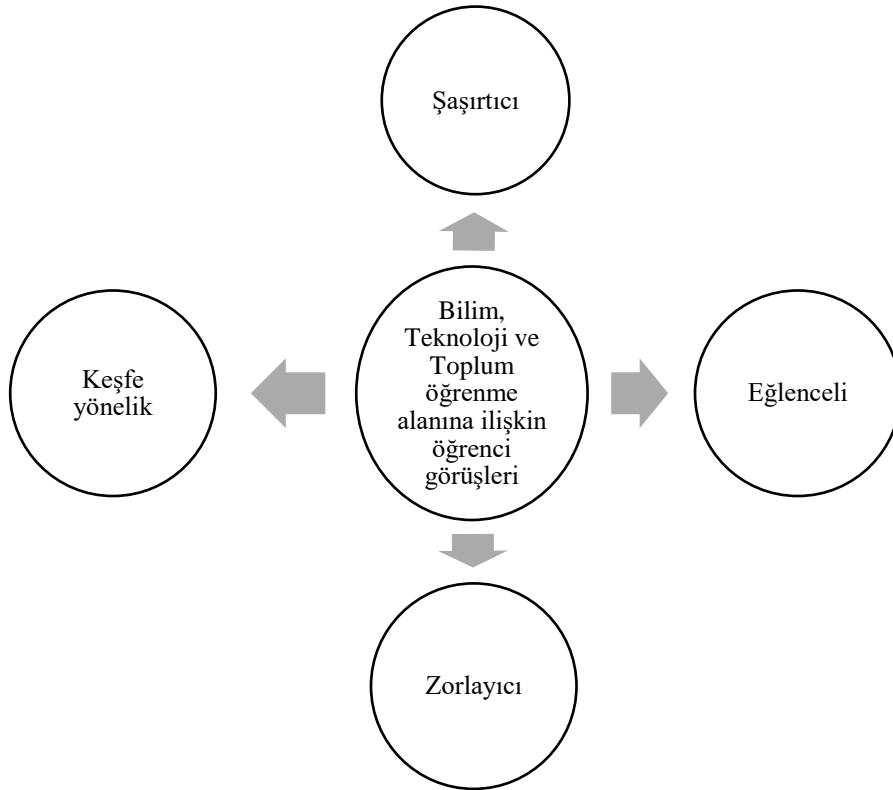 Şaşırtıcı
Bilim,
Teknoloji ve
Toplum
öğrenme
alanına ilişkin
öğrenci
görüşleri
Keşfe
yönelik
Eğlenceli
Zorlayıcı